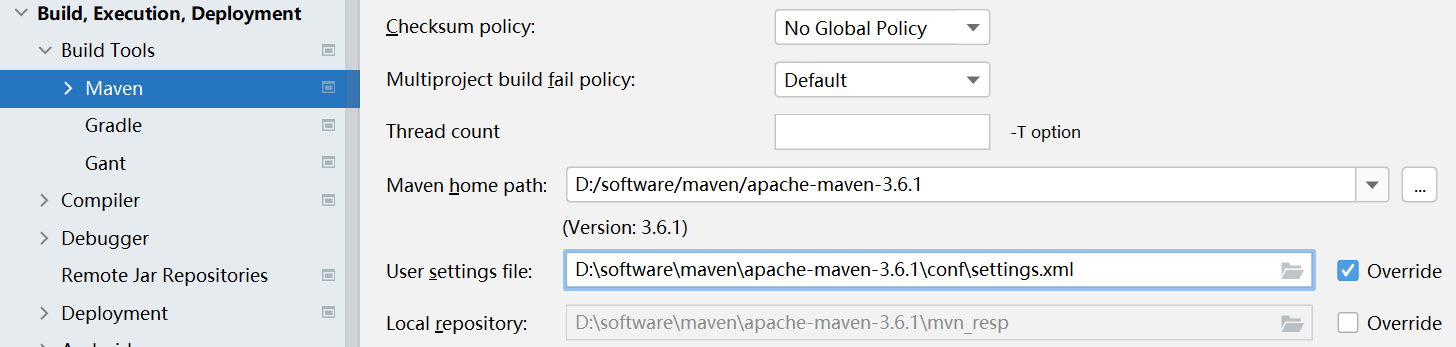 Build, Execution, Deployment
Build Tools
Maven
Gradle
Gant
Compiler
Debugger
Remote Jar Repositories
Deployment
Checksum policy: No Global Policy
Multiproject build fail policy: Default
Thread count -T option
Maven home path: D:/software/maven/apache-maven-3.6.1 ...
(Version: 3.6.1)
User settings file: D:\software\maven\apache-maven-3.6.1\conf\settings.xml Override
Local repository: D:\software\maven\apache-maven-3.6.1\mvn_resp Override